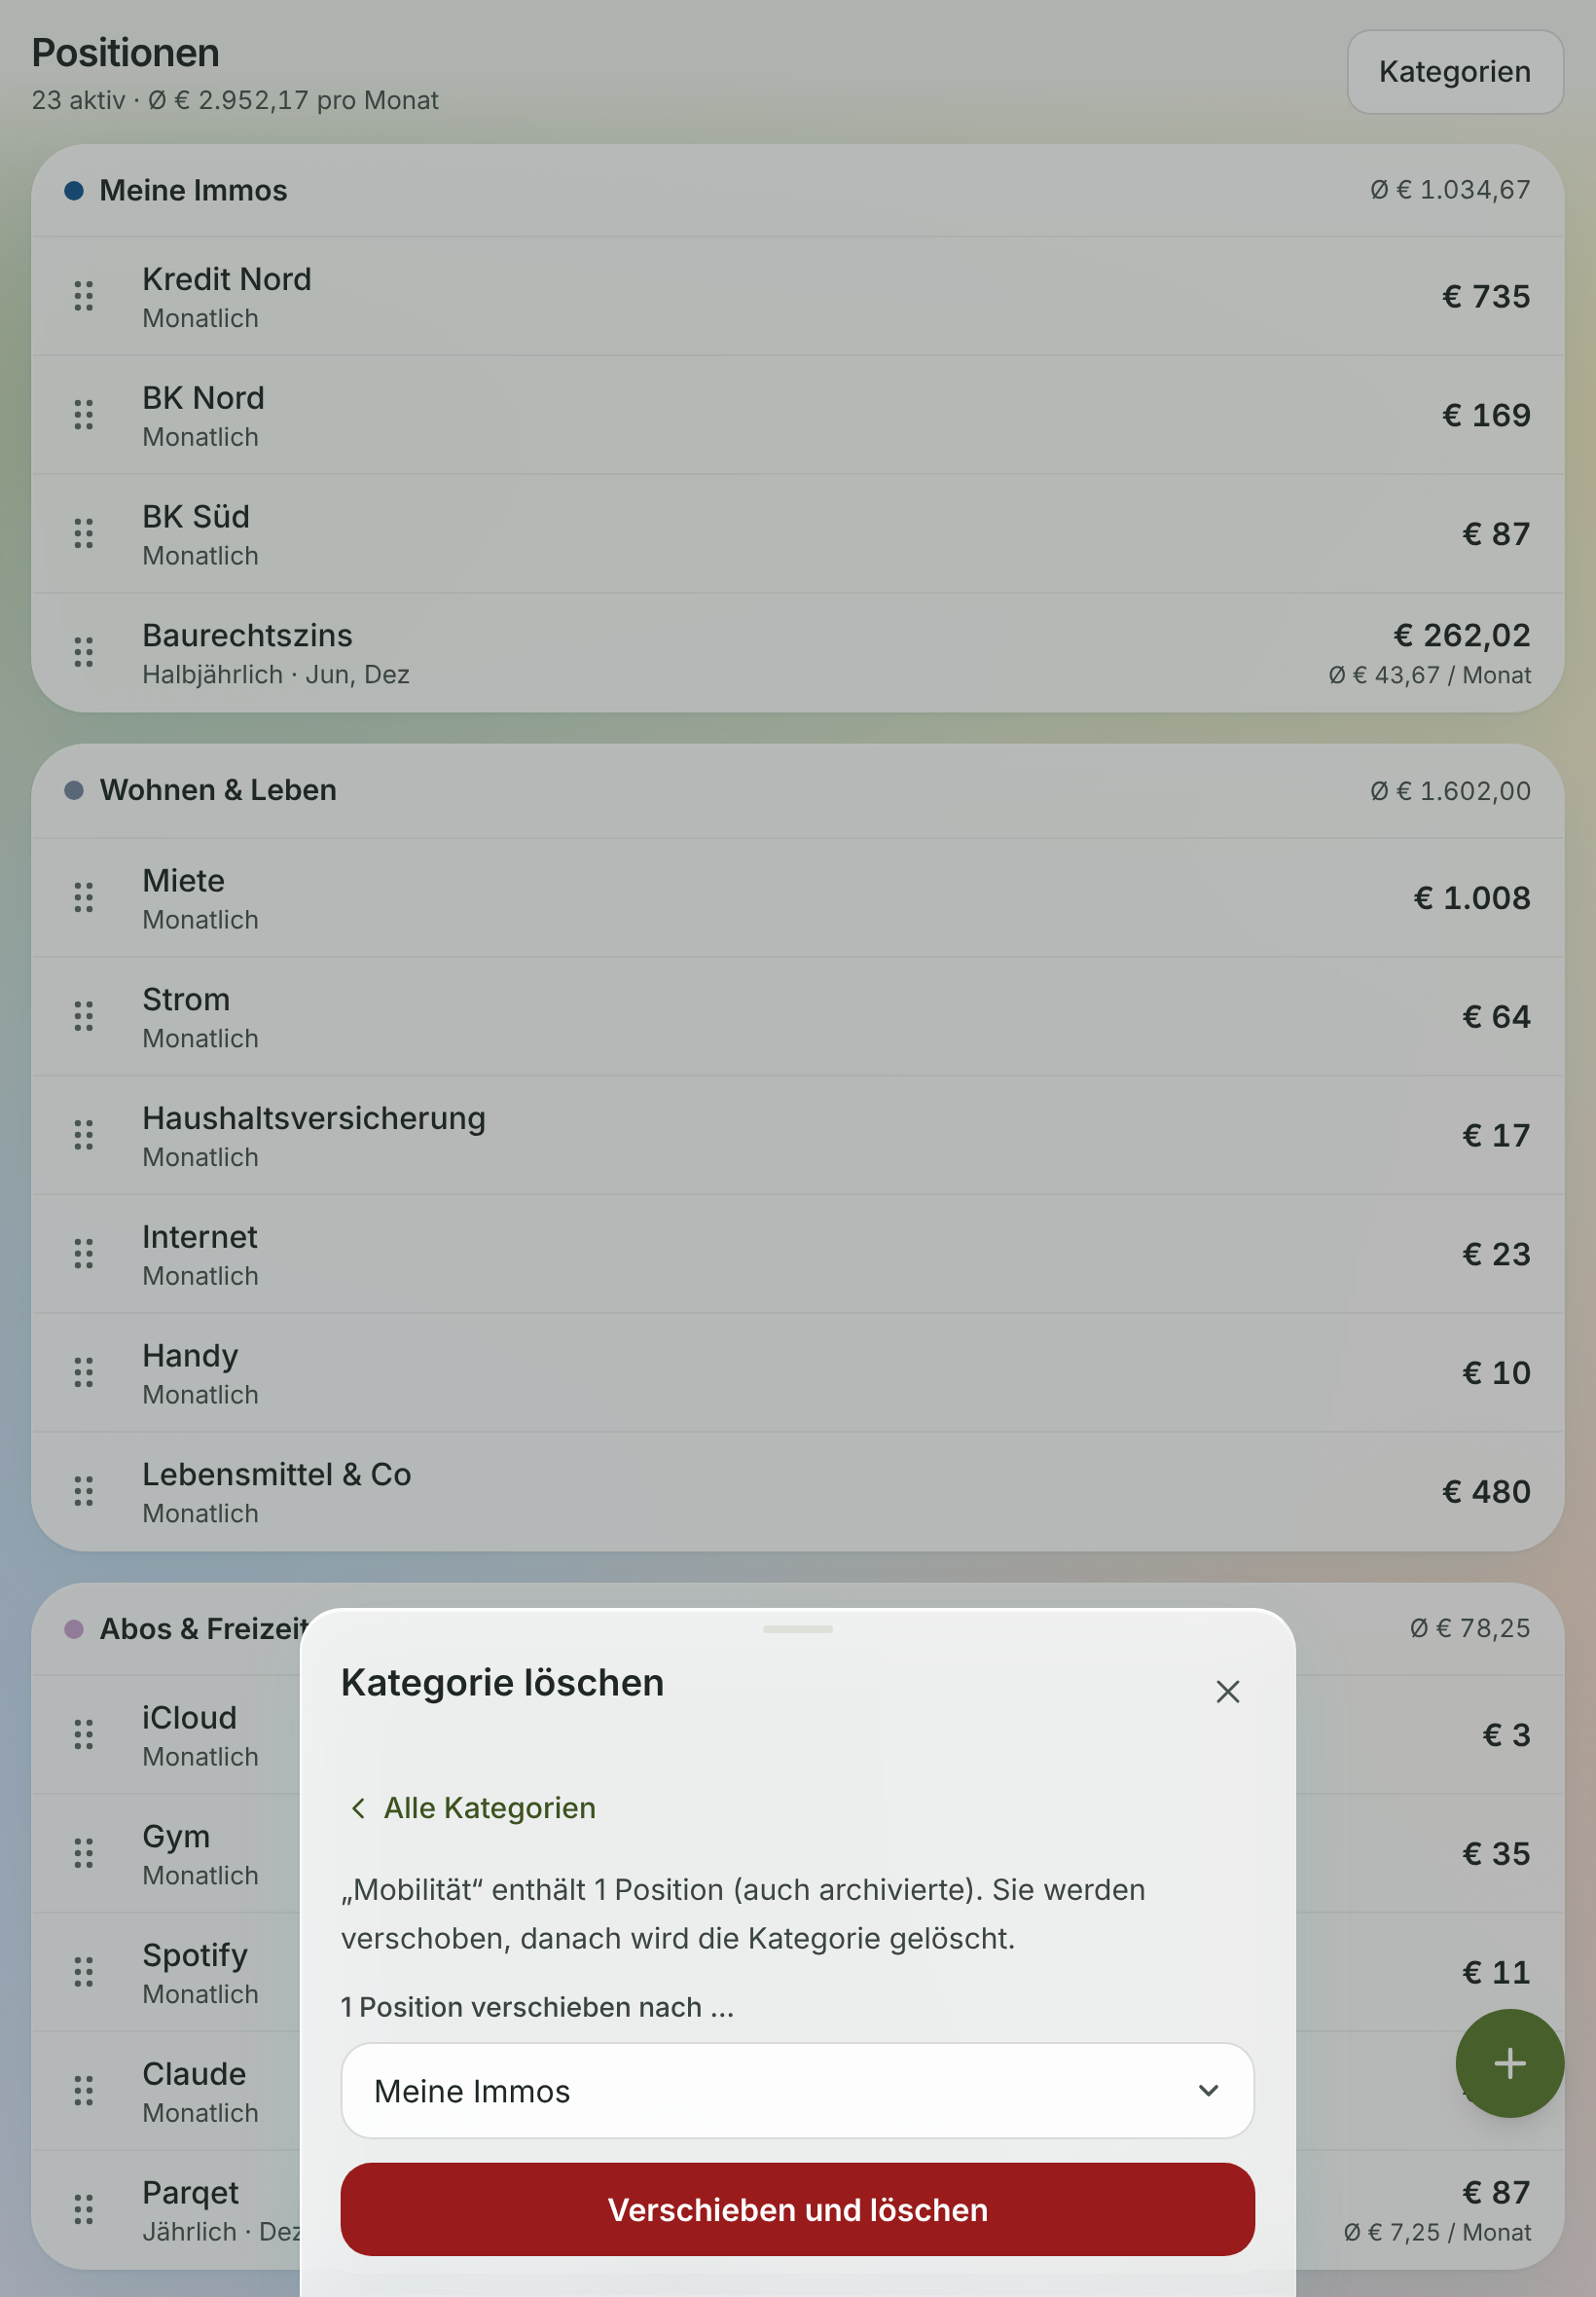 Positionen
23 aktiv · Ø € 2.952,17 pro Monat
Kategorien
Meine Immos
Ø € 1.034,67
Kredit Nord
Monatlich
€ 735
BK Nord
Monatlich
€ 169
BK Süd
Monatlich
€ 87
Baurechtszins
Halbjährlich · Jun, Dez
€ 262,02
Ø € 43,67 / Monat
Wohnen & Leben
Ø € 1.602,00
Miete
Monatlich
€ 1.008
Strom
Monatlich
€ 64
Haushaltsversicherung
Monatlich
€ 17
Internet
Monatlich
€ 23
Handy
Monatlich
€ 10
Lebensmittel & Co
Monatlich
€ 480
Abos & Freizeit
Ø € 78,25
iCloud
Monatlich
€ 3
Gym
Monatlich
€ 35
Spotify
Monatlich
€ 11
Claude
Monatlich
Parqet
Jährlich · Dez
€ 87
Ø € 7,25 / Monat
Kategorie löschen
Alle Kategorien
„Mobilität“ enthält 1 Position (auch archivierte). Sie werden
verschoben, danach wird die Kategorie gelöscht.
1 Position verschieben nach …
Meine Immos
Verschieben und löschen